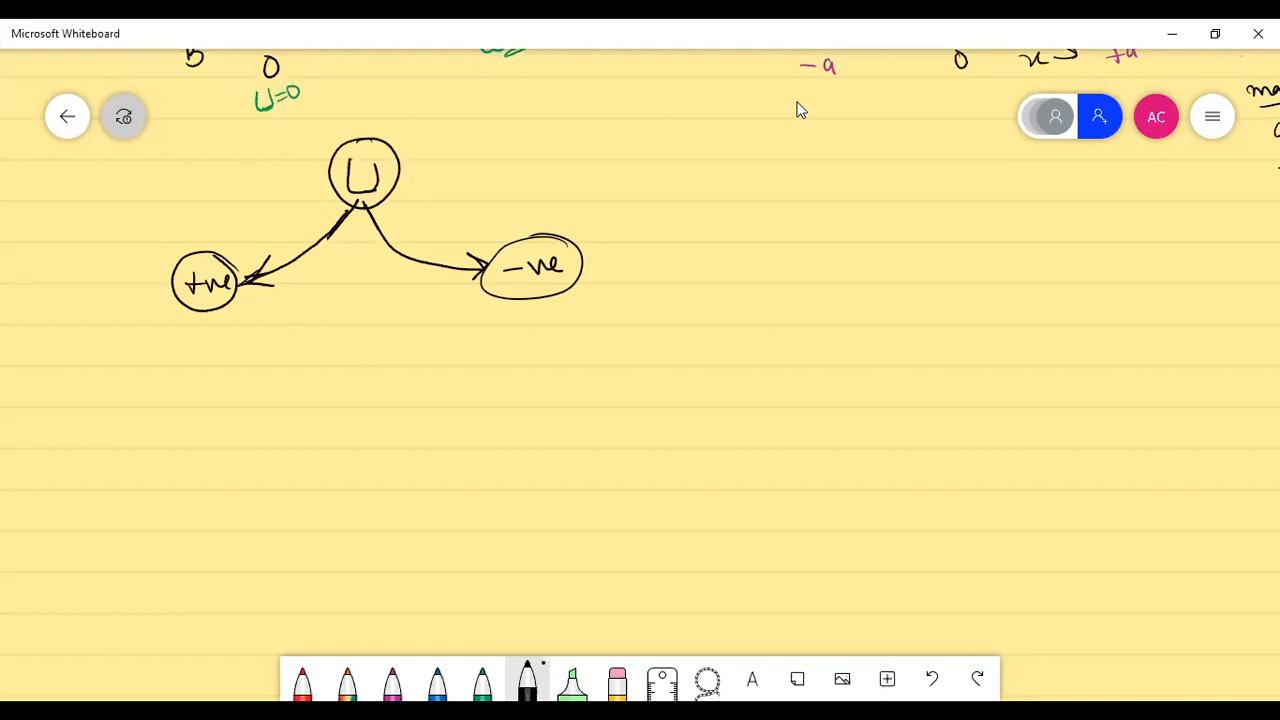 Microsoft Whiteboard
5 0 - a 0 x → +a
U=0
AC
U
+ve
-ve
A